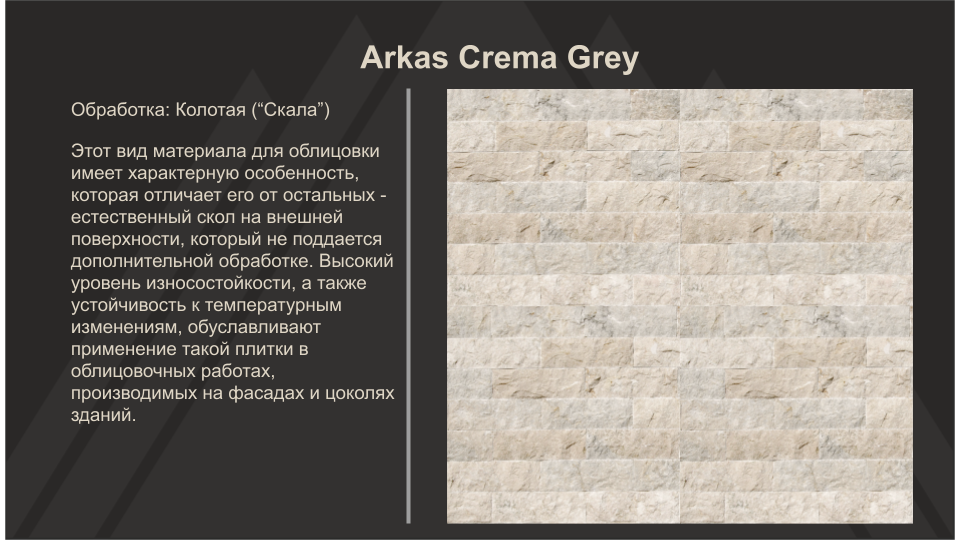 Arkas Crema Grey
Обработка: Колотая (“Скала”)
Этот вид материала для облицовки
имеет характерную особенность,
которая отличает его от остальных -
естественный скол на внешней
поверхности, который не поддается
дополнительной обработке. Высокий
уровень износостойкости, а также
устойчивость к температурным
изменениям, обуславливают
применение такой плитки в
облицовочных работах,
производимых на фасадах и цоколях
зданий.